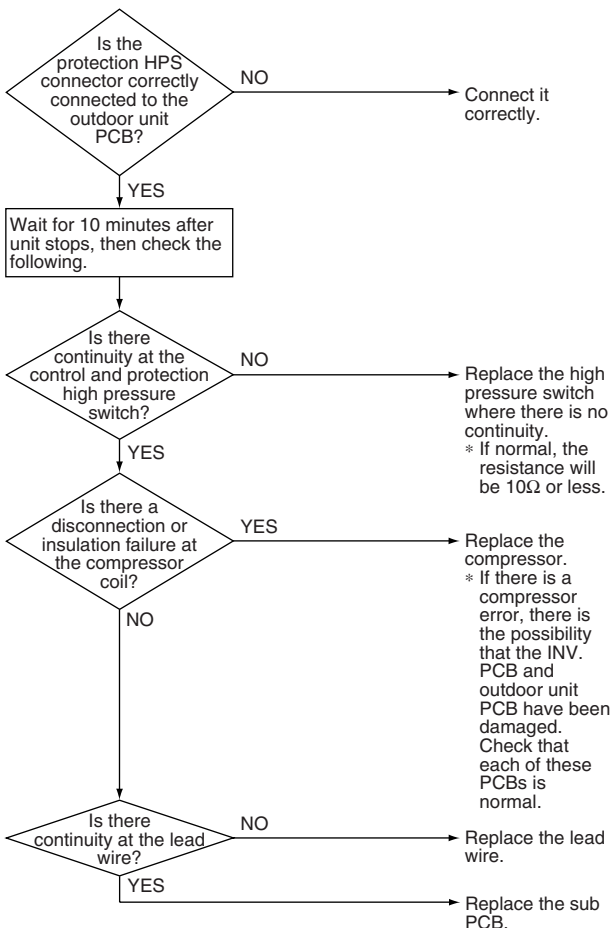 Is the
protection HPS
connector correctly
connected to the
outdoor unit
PCB?
NO
Connect it
correctly.
YES
Wait for 10 minutes after
unit stops, then check the
following.
Is there
continuity at the
control and protection
high pressure
switch?
NO
Replace the high
pressure switch
where there is no
continuity.
* If normal, the
resistance will
be 10Ω or less.
YES
Is there a
disconnection or
insulation failure at
the compressor
coil?
YES
Replace the
compressor.
* If there is a
compressor
error, there is
the possibility
that the INV.
PCB and
outdoor unit
PCB have been
damaged.
Check that
each of these
PCBs is
normal.
NO
Is there
continuity at the lead
wire?
NO
Replace the lead
wire.
YES
Replace the sub
PCB.